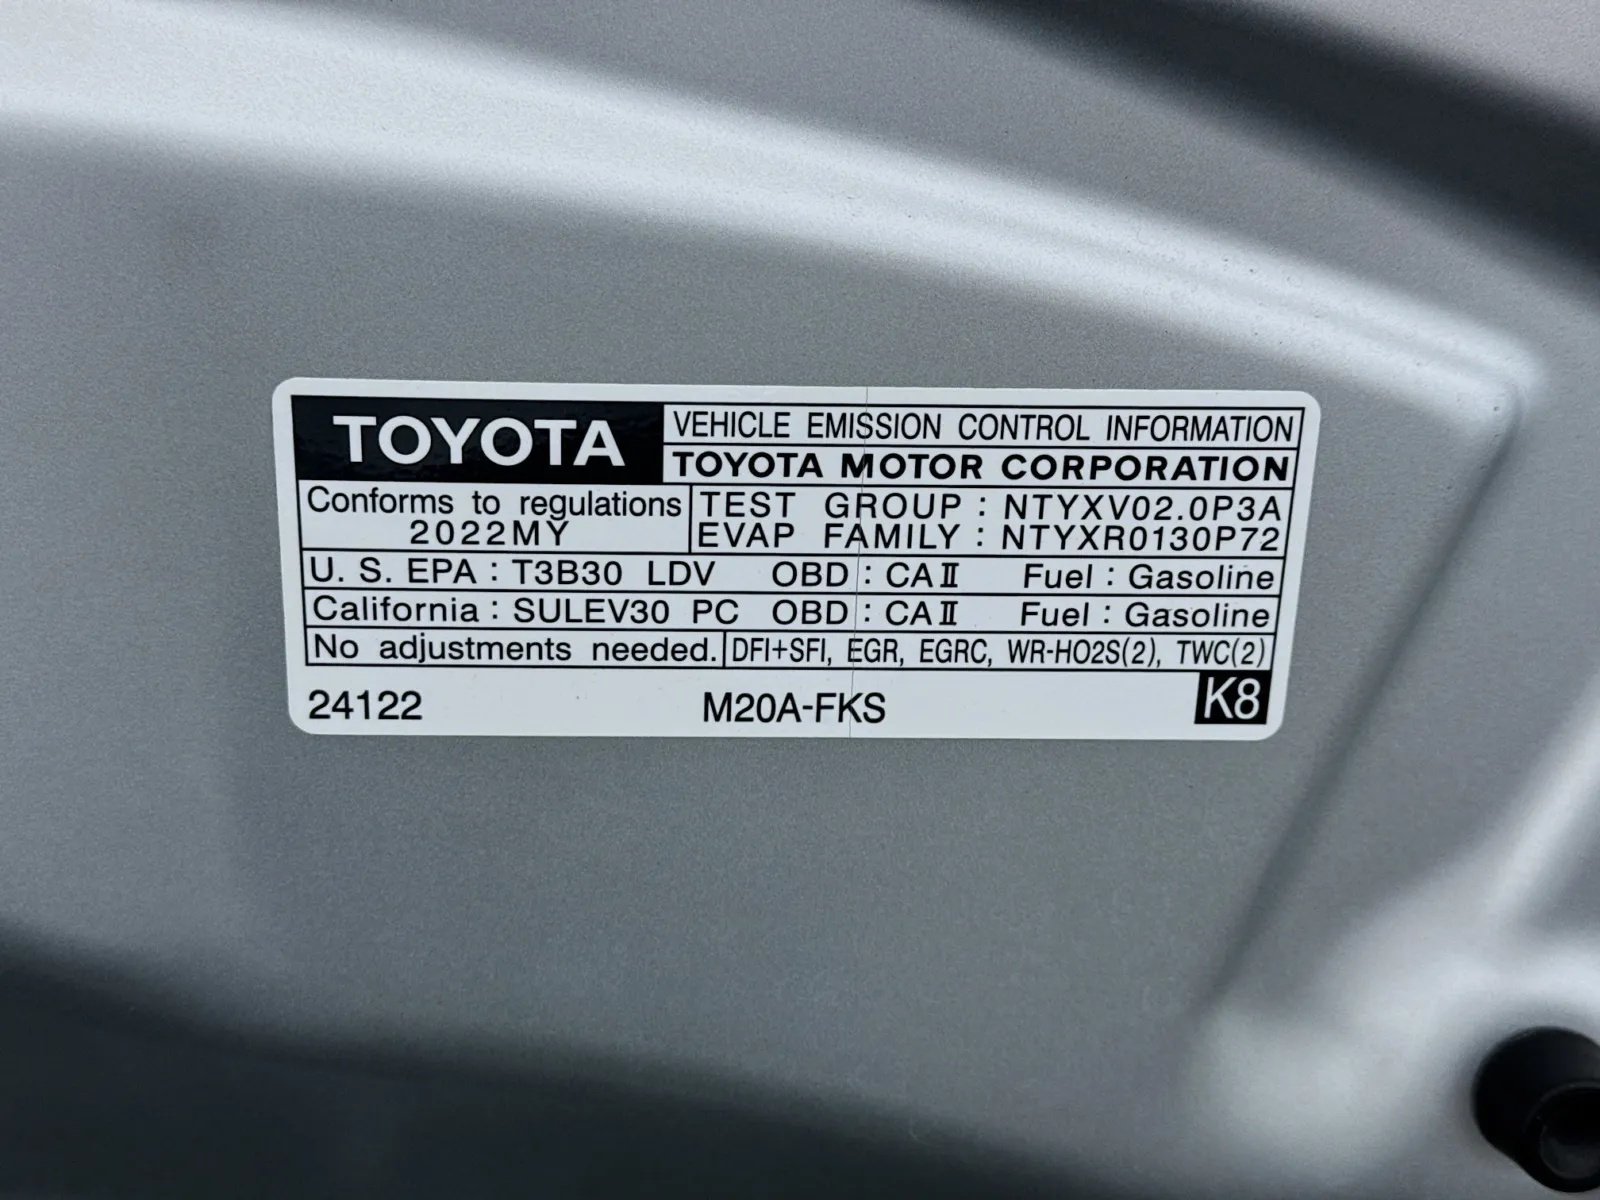 TOYOTA
VEHICLE EMISSION CONTROL INFORMATION
TOYOTA MOTOR CORPORATION
Conforms to regulations
2022MY
TEST GROUP : NTYXV02.0P3A
EVAP FAMILY : NTYXR0130P72
U. S. EPA : T3B30 LDV OBD : CAⅡ Fuel : Gasoline
California : SULEV30 PC OBD : CAⅡ Fuel : Gasoline
No adjustments needed.
DFI+SFI, EGR, EGRC, WR-HO2S(2), TWC(2)
24122 M20A-FKS K8